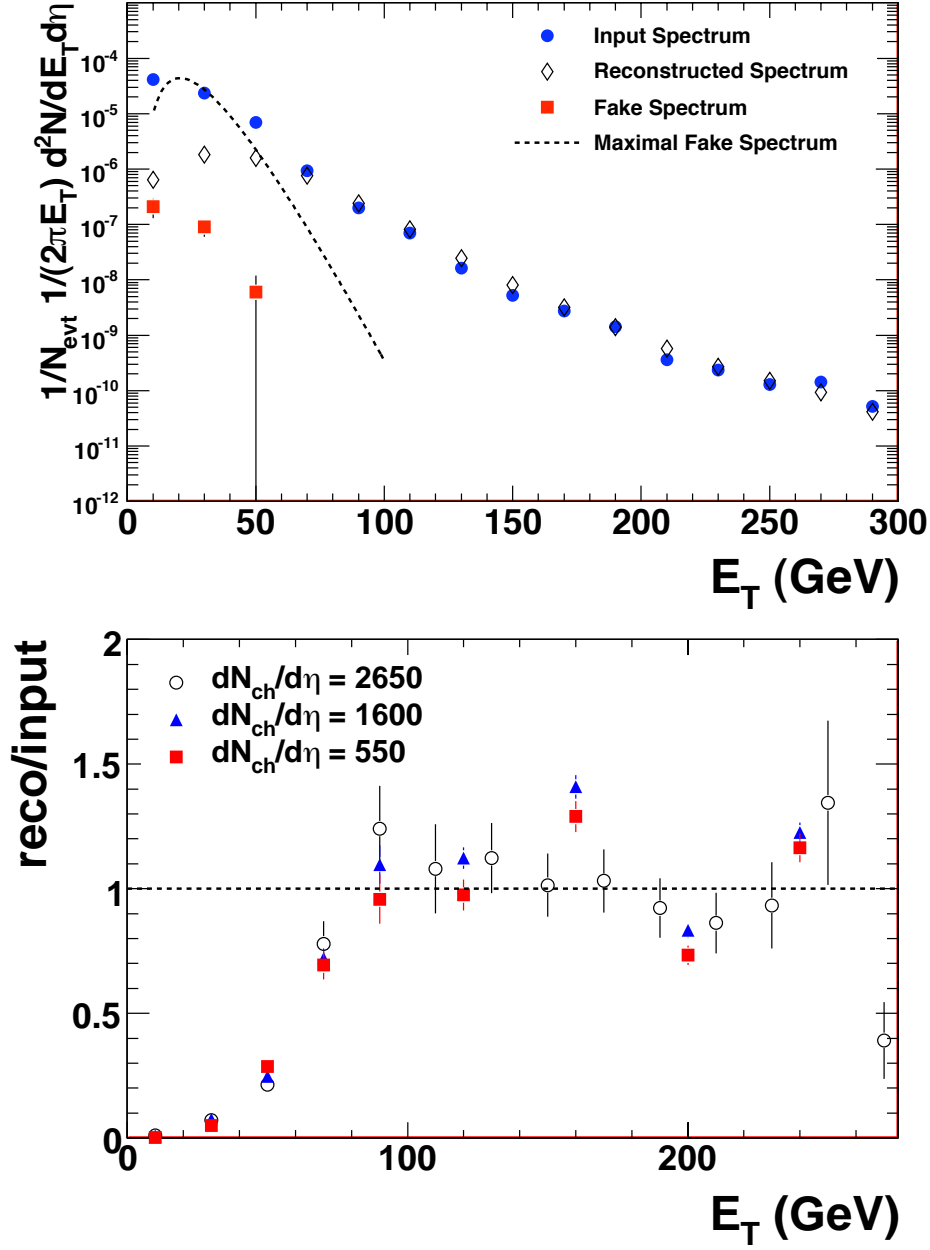 1/N_evt 1/(2πE_T) d²N/dE_Tdη
10⁻⁴
10⁻⁵
10⁻⁶
10⁻⁷
10⁻⁸
10⁻⁹
10⁻¹⁰
10⁻¹¹
10⁻¹²
Input Spectrum
Reconstructed Spectrum
Fake Spectrum
Maximal Fake Spectrum
0 50 100 150 200 250 300
E_T (GeV)
reco/input
2
1.5
1
0.5
0
dN_ch/dη = 2650
dN_ch/dη = 1600
dN_ch/dη = 550
0 100 200
E_T (GeV)